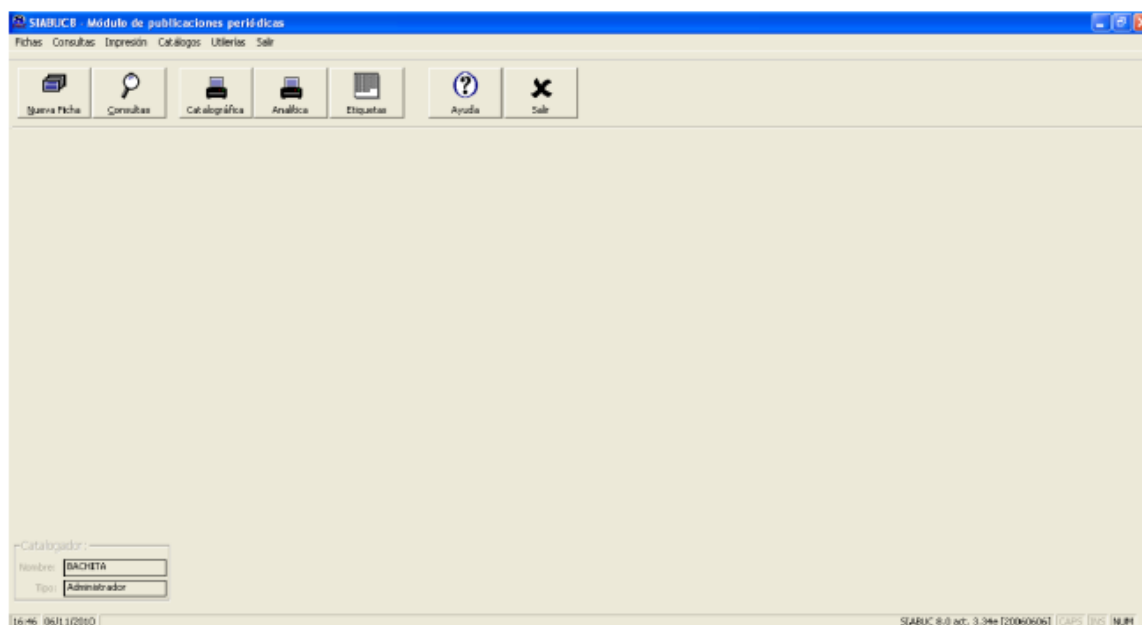 SIABUC8 - Módulo de publicaciones periódicas
Fichas Consultas Impresión Catálogos Utilerías Salir
Nueva Ficha Consultas Catalográfica Analítica Etiquetas Ayuda Salir
Catalogador:
Nombre: BACHITA
Tipo: Administrador
16:46 06/11/2010 SIABUC 8.0 act. 3.34e [20060606] CAPS INS NUM